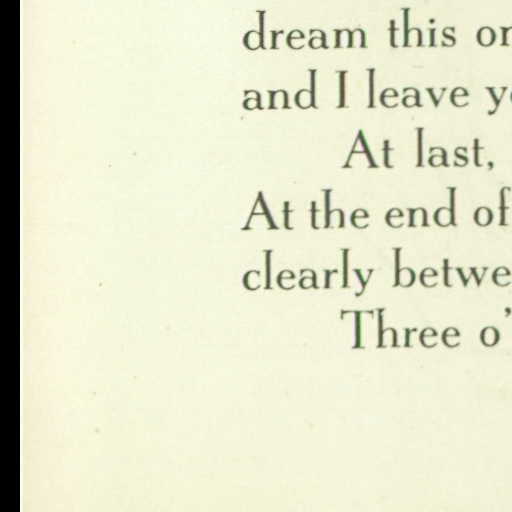 dream this or
and I leave y
At last,
At the end of
clearly betwe
Three o'